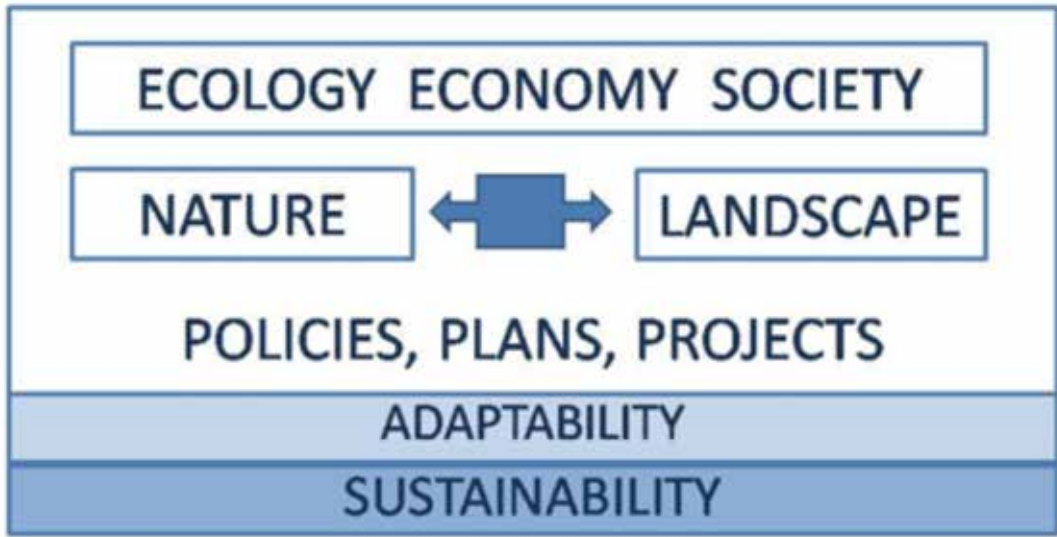 ECOLOGY ECONOMY SOCIETY
NATURE
LANDSCAPE
POLICIES, PLANS, PROJECTS
ADAPTABILITY
SUSTAINABILITY